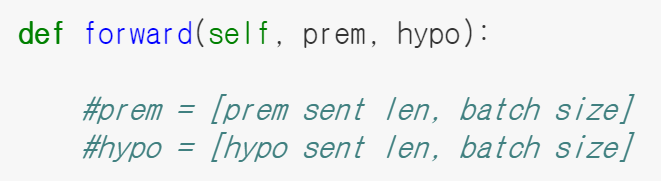 def forward(self, prem, hypo):
#prem = [prem sent len, batch size]
#hypo = [hypo sent len, batch size]